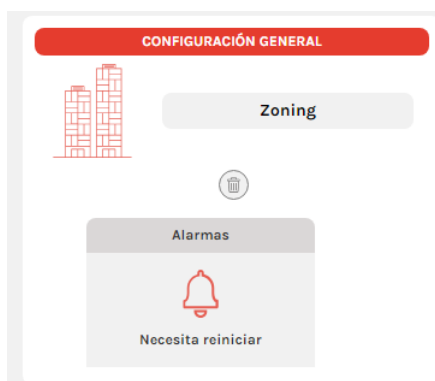 CONFIGURACIÓN GENERAL
Zoning
Alarmas
Necesita reiniciar